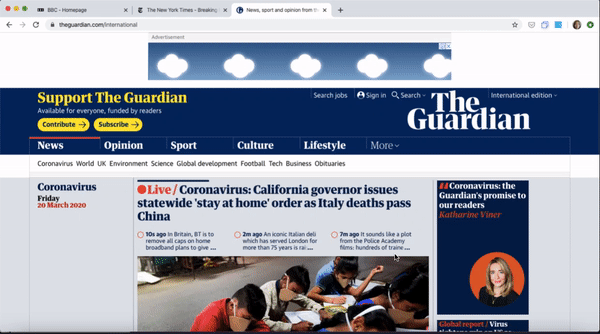 BBC - Homepage
The New York Times - Breaking
News, sport and opinion from th
theguardian.com/international
Advertisement
Support The Guardian
Available for everyone, funded by readers
Contribute
Subscribe
Search jobs
Sign in
Search
International edition
The
Guardian
News
Opinion
Sport
Culture
Lifestyle
More
Coronavirus World UK Environment Science Global development Football Tech Business Obituaries
Coronavirus
Friday
20 March 2020
Live / Coronavirus: California governor issues
statewide 'stay at home' order as Italy deaths pass
China
10s ago In Britain, BT is to
remove all caps on home
broadband plans to give ...
2m ago An iconic Italian deli
which has served London for
more than 75 years is rai ...
7m ago It sounds like a plot
from the Police Academy
films: hundreds of traine ...
Coronavirus: the
Guardian's promise to
our readers
Katharine Viner
Global report / Virus